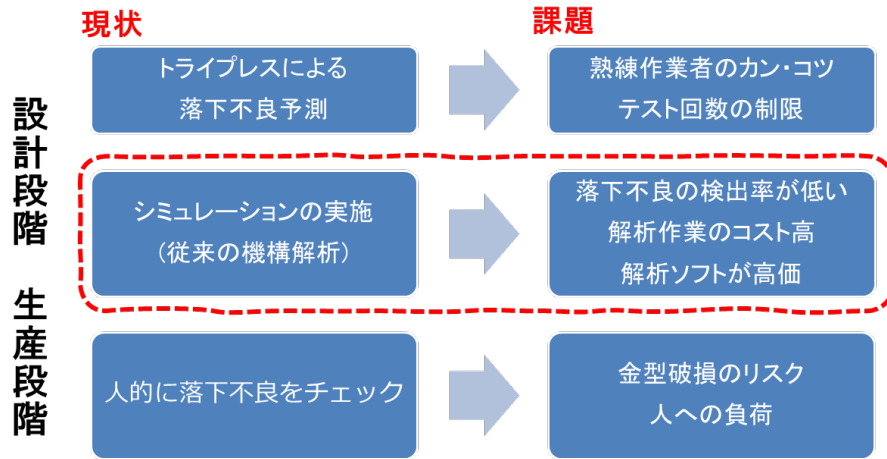 現状
課題
設計段階
生産段階
トライプレスによる
落下不良予測
熟練作業者のカン・コツ
テスト回数の制限
シミュレーションの実施
(従来の機構解析)
落下不良の検出率が低い
解析作業のコスト高
解析ソフトが高価
人的に落下不良をチェック
金型破損のリスク
人への負荷